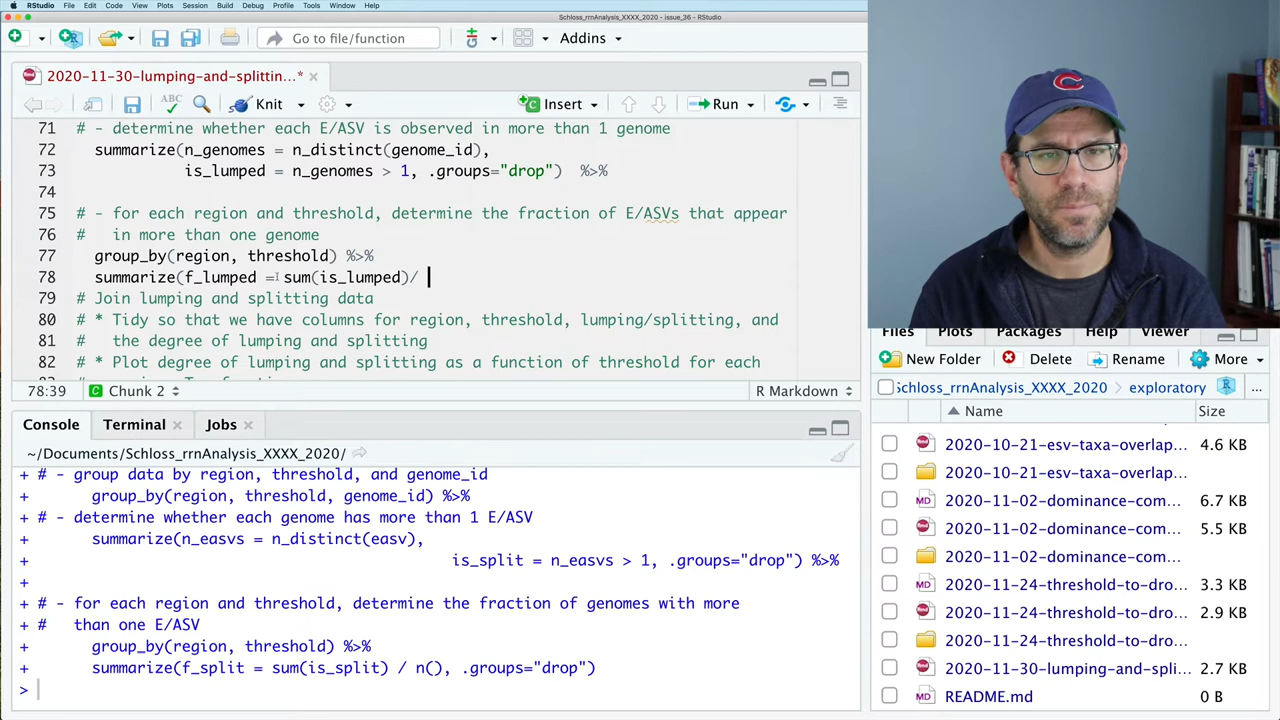 RStudio File Edit Code View Plots Session Build Debug Profile Tools Window Help
Schloss_rrnAnalysis_XXXX_2020 - issue_36 - RStudio
Go to file/function Addins
2020-11-30-lumping-and-splittin...*
ABC Knit Insert Run
71 # - determine whether each E/ASV is observed in more than 1 genome
72 summarize(n_genomes = n_distinct(genome_id),
73 is_lumped = n_genomes > 1, .groups="drop") %>%
74
75 # - for each region and threshold, determine the fraction of E/ASVs that appear
76 # in more than one genome
77 group_by(region, threshold) %>%
78 summarize(f_lumped = sum(is_lumped)/
79 # Join lumping and splitting data
80 # * Tidy so that we have columns for region, threshold, lumping/splitting, and
81 # the degree of lumping and splitting
82 # * Plot degree of lumping and splitting as a function of threshold for each
78:39 Chunk 2 R Markdown
Console Terminal Jobs
~/Documents/Schloss_rrnAnalysis_XXXX_2020/
+ # - group data by region, threshold, and genome_id
+ group_by(region, threshold, genome_id) %>%
+ # - determine whether each genome has more than 1 E/ASV
+ summarize(n_easvs = n_distinct(easv),
+ is_split = n_easvs > 1, .groups="drop") %>%
+
+ # - for each region and threshold, determine the fraction of genomes with more
+ # than one E/ASV
+ group_by(region, threshold) %>%
+ summarize(f_split = sum(is_split) / n(), .groups="drop")
>
C
Files Plots Packages Help Viewer
New Folder Delete Rename More
Schloss_rrnAnalysis_XXXX_2020 > exploratory ...
Name Size
2020-10-21-esv-taxa-overlap... 4.6 KB
2020-10-21-esv-taxa-overlap...
2020-11-02-dominance-com... 6.7 KB
2020-11-02-dominance-com... 5.5 KB
2020-11-02-dominance-com...
2020-11-24-threshold-to-dro... 3.3 KB
2020-11-24-threshold-to-dro... 2.9 KB
2020-11-24-threshold-to-dro...
2020-11-30-lumping-and-spli... 2.7 KB
README.md 0 B